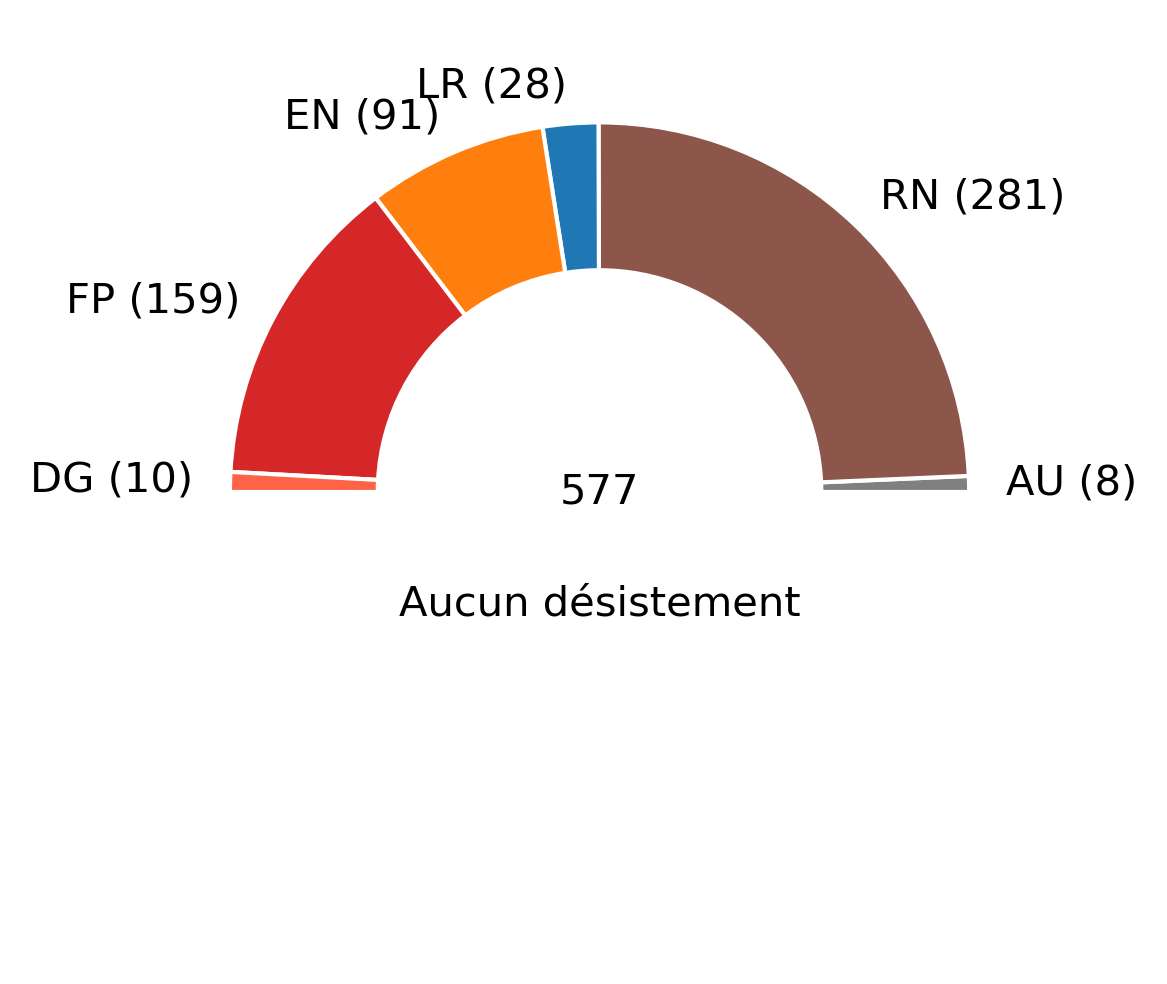 LR (28)
EN (91)
RN (281)
FP (159)
DG (10)
AU (8)
577
Aucun désistement